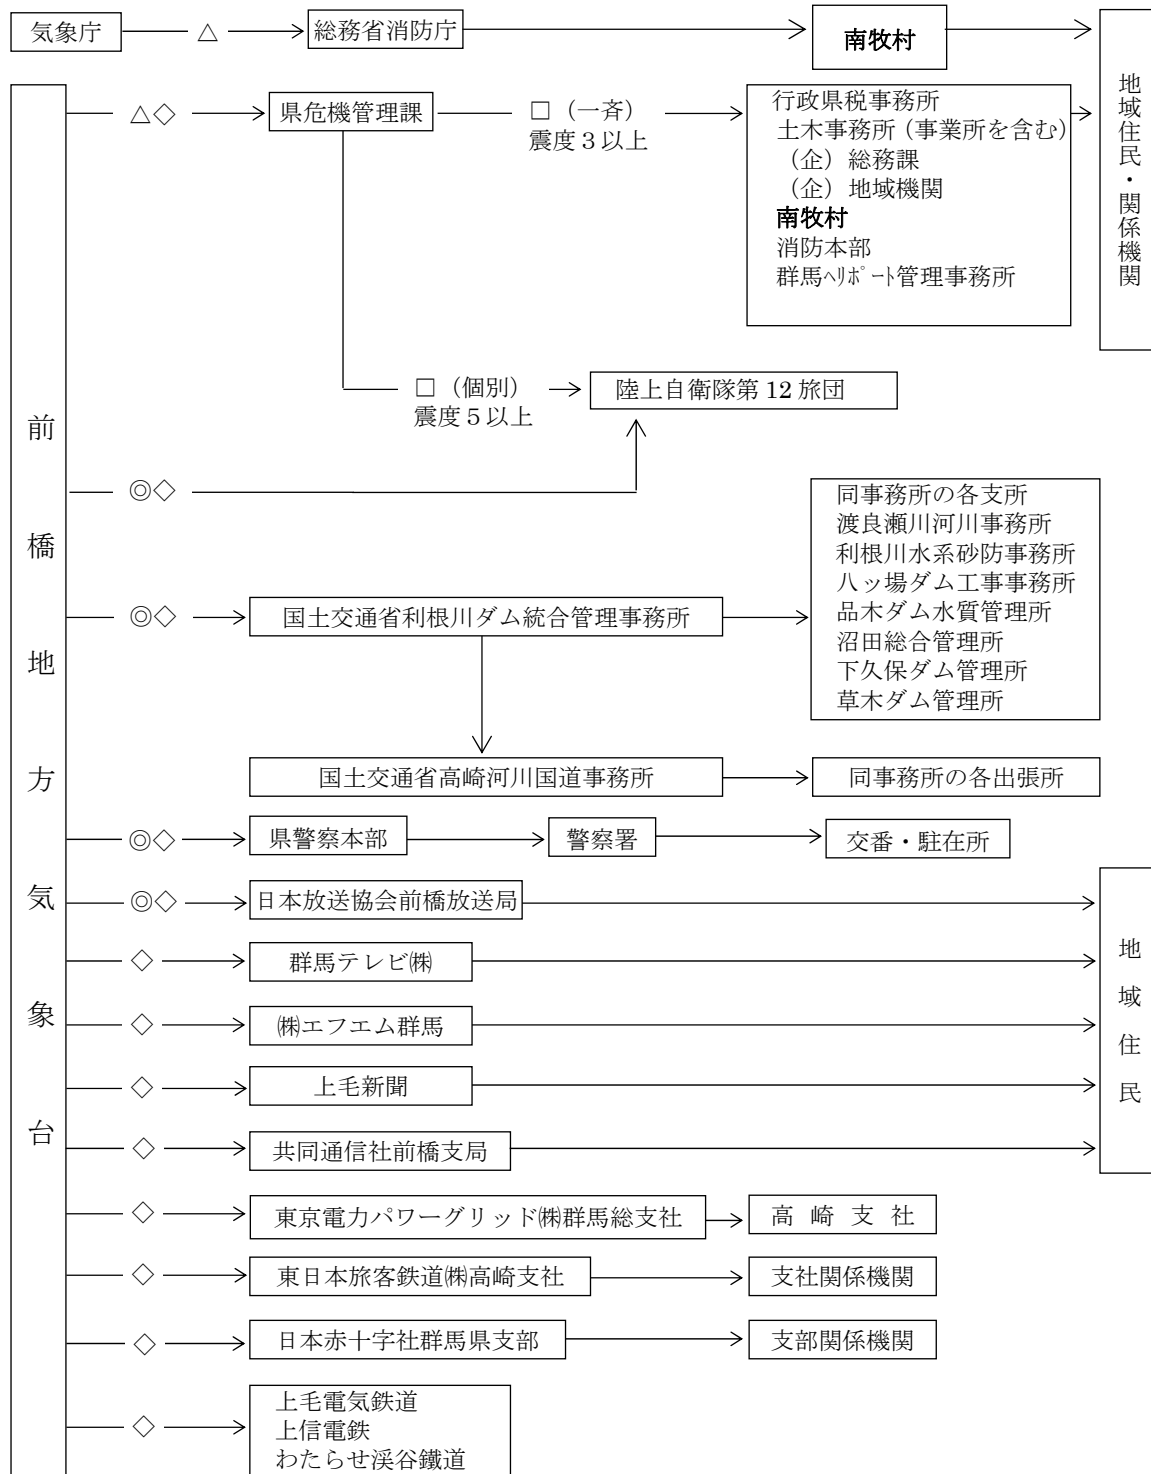 気象庁
△
総務省消防庁
南牧村
地域住民・関係機関
前橋地方気象台
△◇
県危機管理課
□（一斉）
震度３以上
行政県税事務所
土木事務所（事業所を含む）
（企）総務課
（企）地域機関
南牧村
消防本部
群馬ﾍﾘﾎﾟｰﾄ管理事務所
□（個別）
震度５以上
陸上自衛隊第 12 旅団
◎◇
◎◇
国土交通省利根川ダム統合管理事務所
同事務所の各支所
渡良瀬川河川事務所
利根川水系砂防事務所
八ッ場ダム工事事務所
品木ダム水質管理所
沼田総合管理所
下久保ダム管理所
草木ダム管理所
国土交通省高崎河川国道事務所
同事務所の各出張所
◎◇
県警察本部
警察署
交番・駐在所
◎◇
日本放送協会前橋放送局
地域住民
◇
群馬テレビ㈱
◇
㈱エフエム群馬
◇
上毛新聞
◇
共同通信社前橋支局
◇
東京電力パワーグリッド㈱群馬総支社
高崎支社
◇
東日本旅客鉄道㈱高崎支社
支社関係機関
◇
日本赤十字社群馬県支部
支部関係機関
◇
上毛電気鉄道
上信電鉄
わたらせ渓谷鐵道